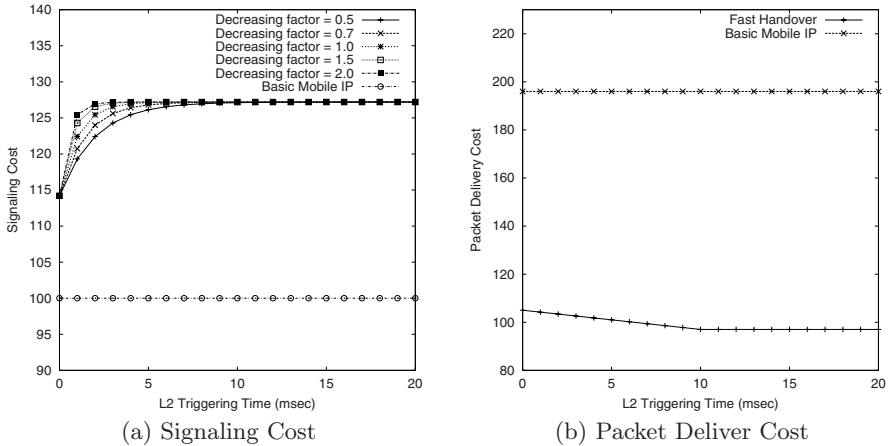 140
135
130
125
120
115
110
105
100
95
90
Signaling Cost
Decreasing factor = 0.5
Decreasing factor = 0.7
Decreasing factor = 1.0
Decreasing factor = 1.5
Decreasing factor = 2.0
Basic Mobile IP
0 5 10 15 20
L2 Triggering Time (msec)
(a) Signaling Cost
220
200
180
160
140
120
100
80
Packet Delivery Cost
Fast Handover
Basic Mobile IP
0 5 10 15 20
L2 Triggering Time (msec)
(b) Packet Deliver Cost